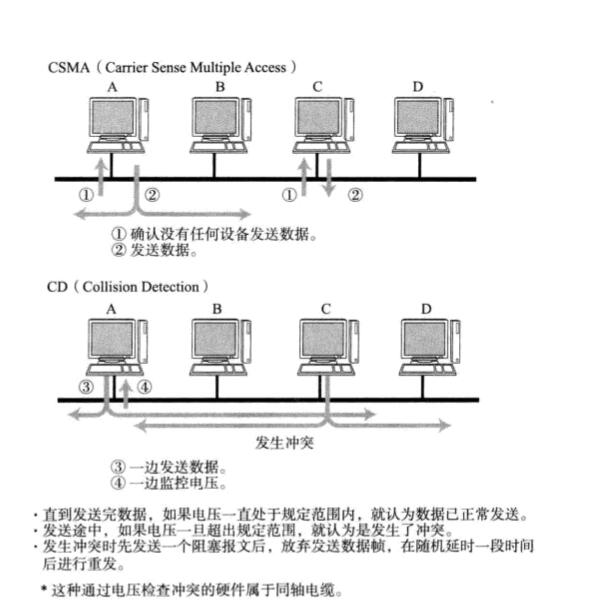 CSMA（Carrier Sense Multiple Access）
A B C D
① ② ① ②
① 确认没有任何设备发送数据。
② 发送数据。
CD（Collision Detection）
A B C D
③ ④
发生冲突
③ 一边发送数据。
④ 一边监控电压。
· 直到发送完数据，如果电压一直处于规定范围内，就认为数据已正常发送。
· 发送途中，如果电压一旦超出规定范围，就认为是发生了冲突。
· 发生冲突时先发送一个阻塞报文后，放弃发送数据帧，在随机延时一段时间
后进行重发。
* 这种通过电压检查冲突的硬件属于同轴电缆。